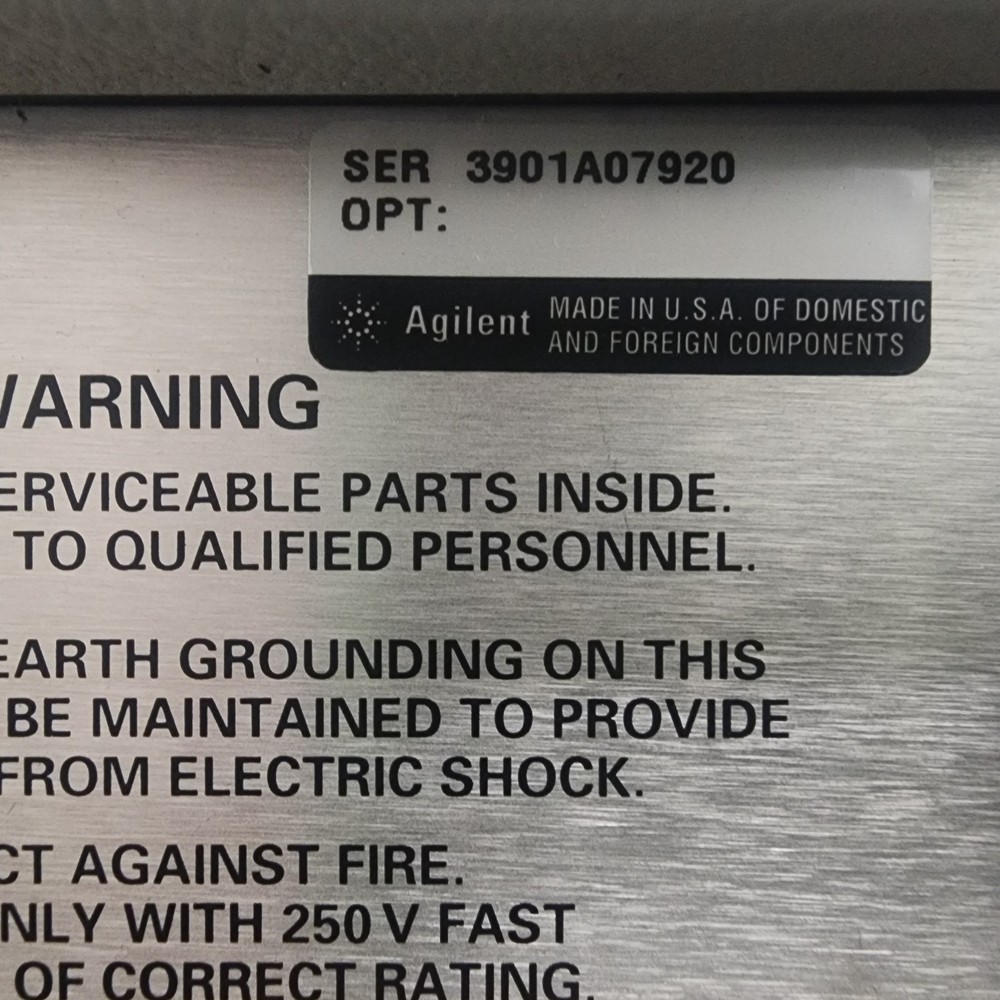 SER 3901A07920
OPT:
Agilent MADE IN U.S.A. OF DOMESTIC
AND FOREIGN COMPONENTS
WARNING
ERVICEABLE PARTS INSIDE.
TO QUALIFIED PERSONNEL.
EARTH GROUNDING ON THIS
BE MAINTAINED TO PROVIDE
FROM ELECTRIC SHOCK.
CT AGAINST FIRE.
NLY WITH 250 V FAST
OF CORRECT RATING.